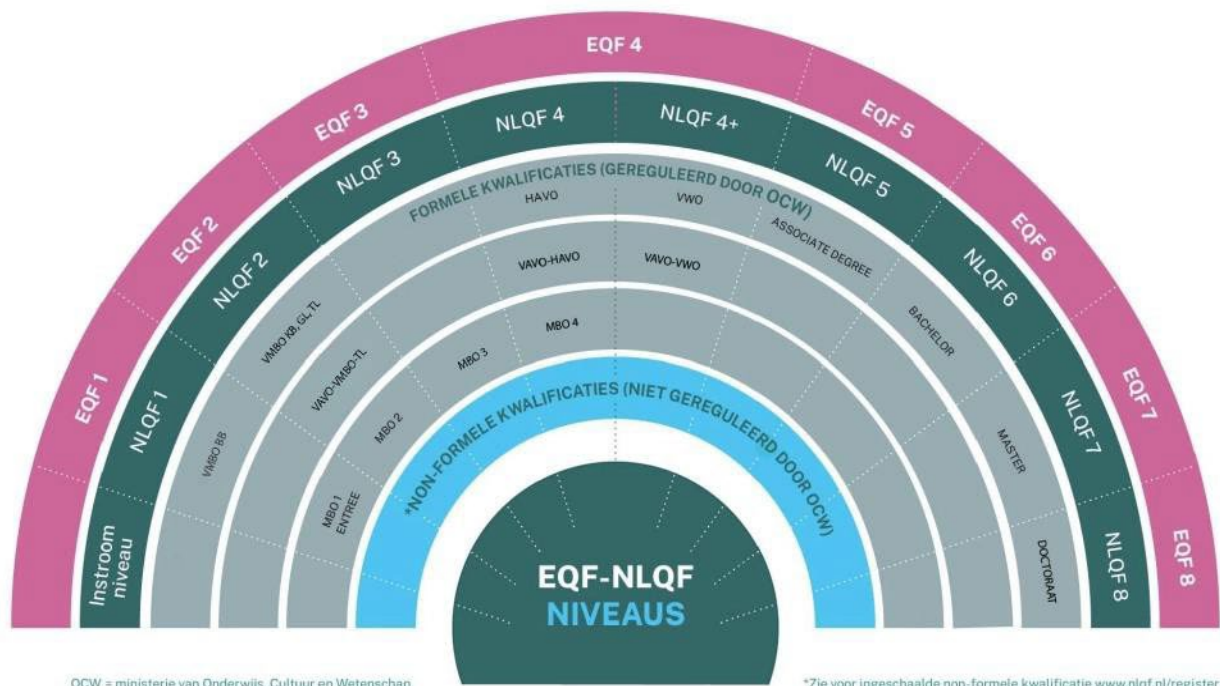 EQF 1
EQF 2
EQF 3
EQF 4
EQF 5
EQF 6
EQF 7
EQF 8
Instroom
niveau
NLQF 1
NLQF 2
NLQF 3
NLQF 4
NLQF 4+
NLQF 5
NLQF 6
NLQF 7
NLQF 8
FORMELE KWALIFICATIES (GEREGULEERD DOOR OCW)
VMBO BB
VMBO KB, GL, TL
HAVO
VWO
ASSOCIATE DEGREE
BACHELOR
MASTER
DOCTORAAT
VAVO-VMBO-TL
VAVO-HAVO
VAVO-VWO
MBO 1
ENTREE
MBO 2
MBO 3
MBO 4
*NON-FORMELE KWALIFICATIES (NIET GEREGULEERD DOOR OCW)
EQF-NLQF
NIVEAUS
OCW = ministerie van Onderwijs, Cultuur en Wetenschap
*Zie voor ingeschaalde non-formele kwalificatie www.nlqf.nl/register